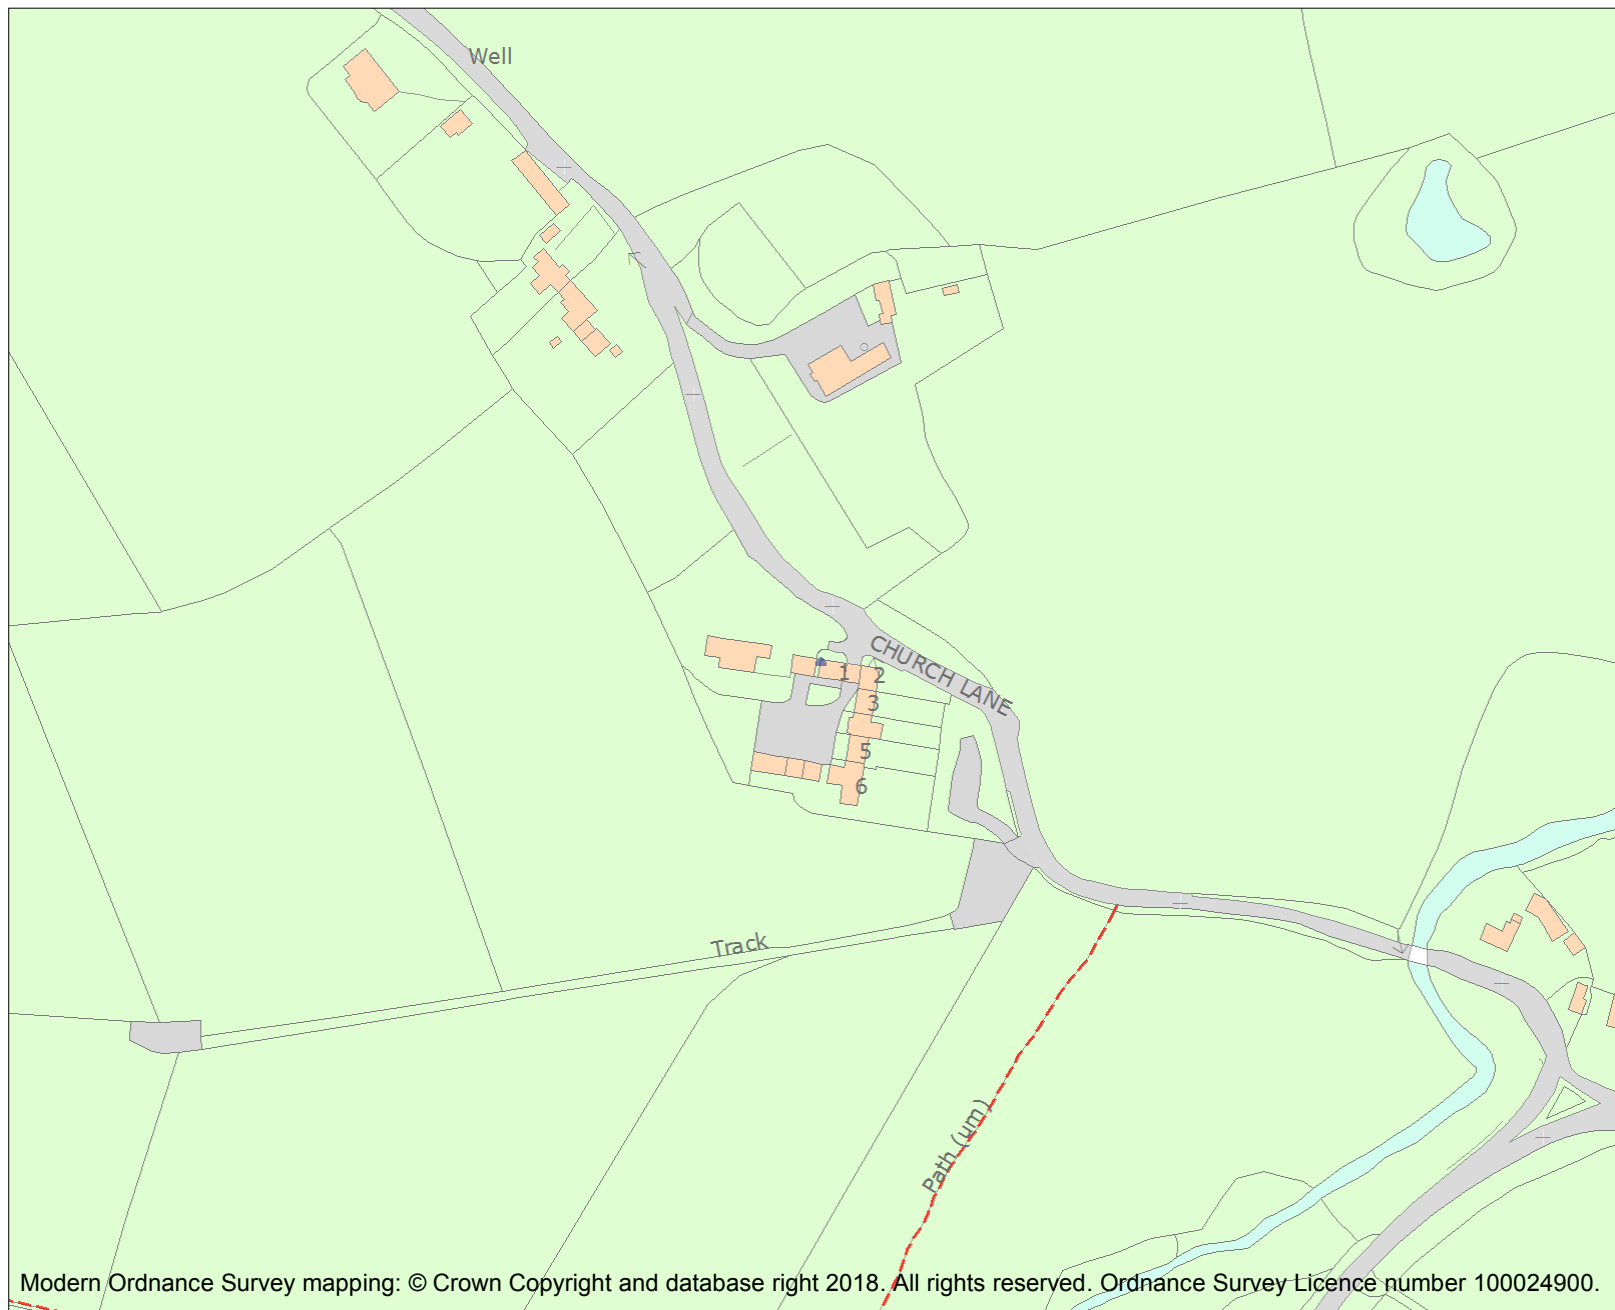 Well
CHURCH LANE
1
2
3
5
6
Track
Path (um)
Modern Ordnance Survey mapping: © Crown Copyright and database right 2018. All rights reserved. Ordnance Survey Licence number 100024900.